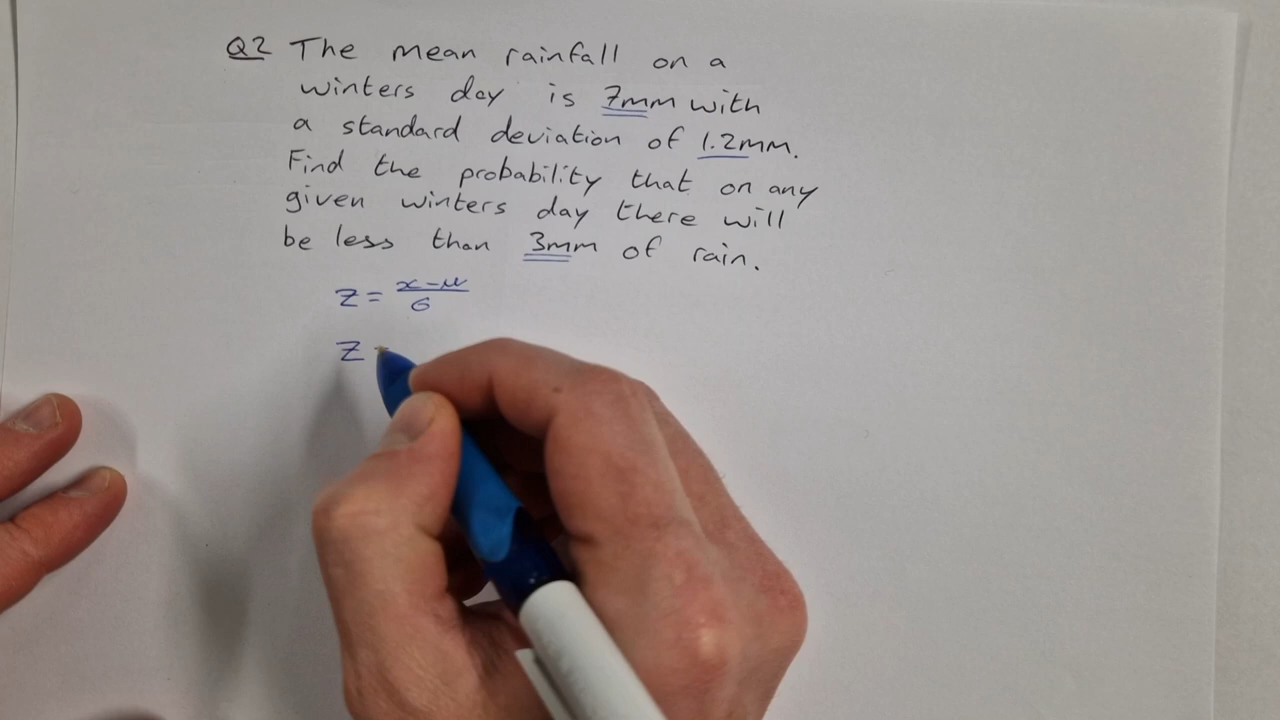 Q2 The mean rainfall on a
winters day is 7mm with
a standard deviation of 1.2mm.
Find the probability that on any
given winters day there will
be less than 3mm of rain.
Z = x-μ/σ
Z =